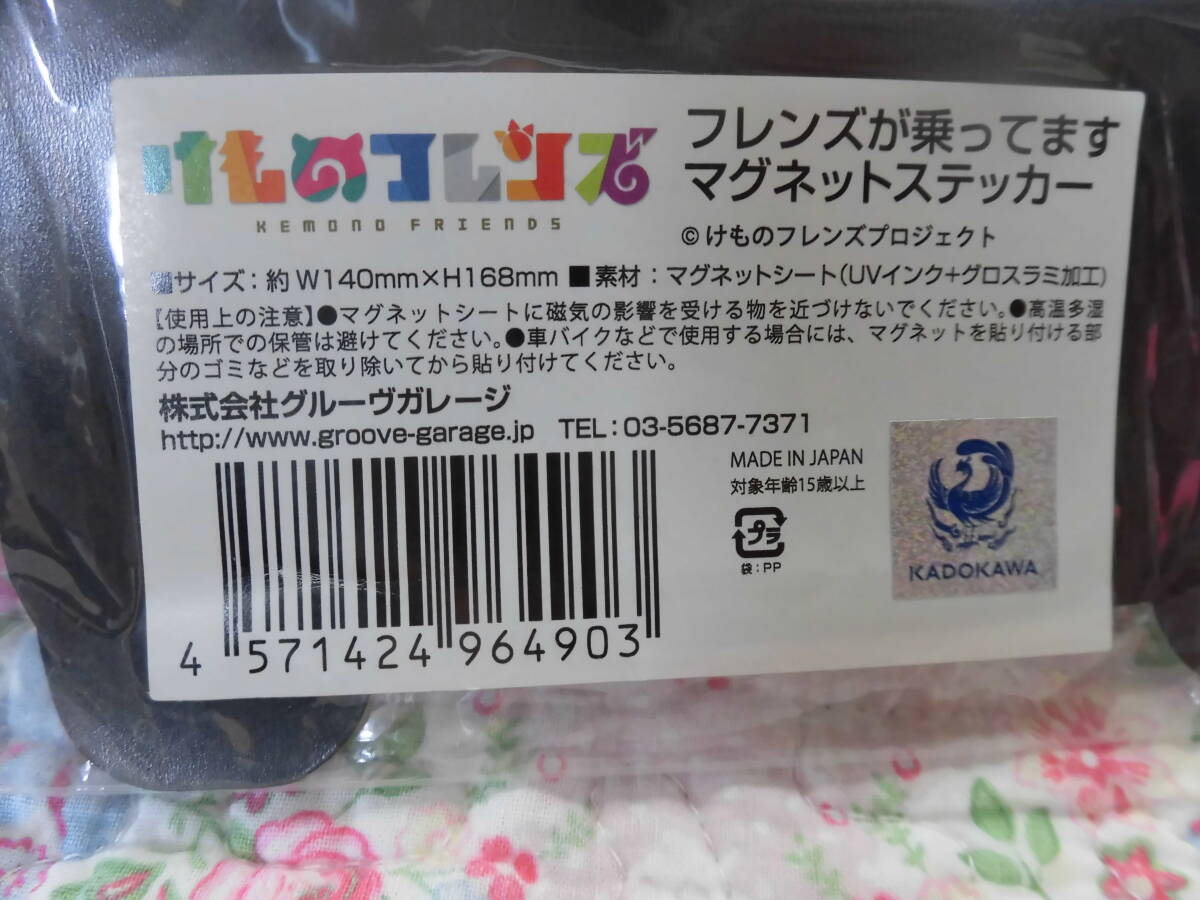 けものフレンズ
KEMONO FRIENDS
フレンズが乗ってます
マグネットステッカー
©けものフレンズプロジェクト
■サイズ：約 W140mm×H168mm ■素材：マグネットシート（UVインク+グロスラミ加工）
【使用上の注意】●マグネットシートに磁気の影響を受ける物を近づけないでください。●高温多湿
の場所での保管は避けてください。●車バイクなどで使用する場合には、マグネットを貼り付ける部
分のゴミなどを取り除いてから貼り付けてください。
株式会社グルーヴガレージ
http://www.groove-garage.jp TEL：03-5687-7371
MADE IN JAPAN
対象年齢15歳以上
プラ
袋：PP
KADOKAWA
4 571424 964903